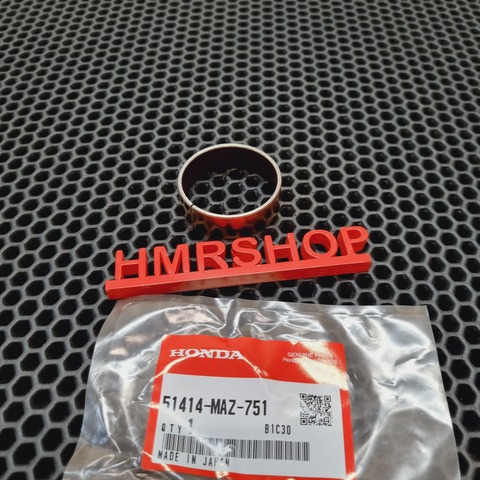 HMRSHOP
HONDA
GENUINE PARTS
51414-MAZ-751
QTY 1
B1C30
MADE IN JAPAN